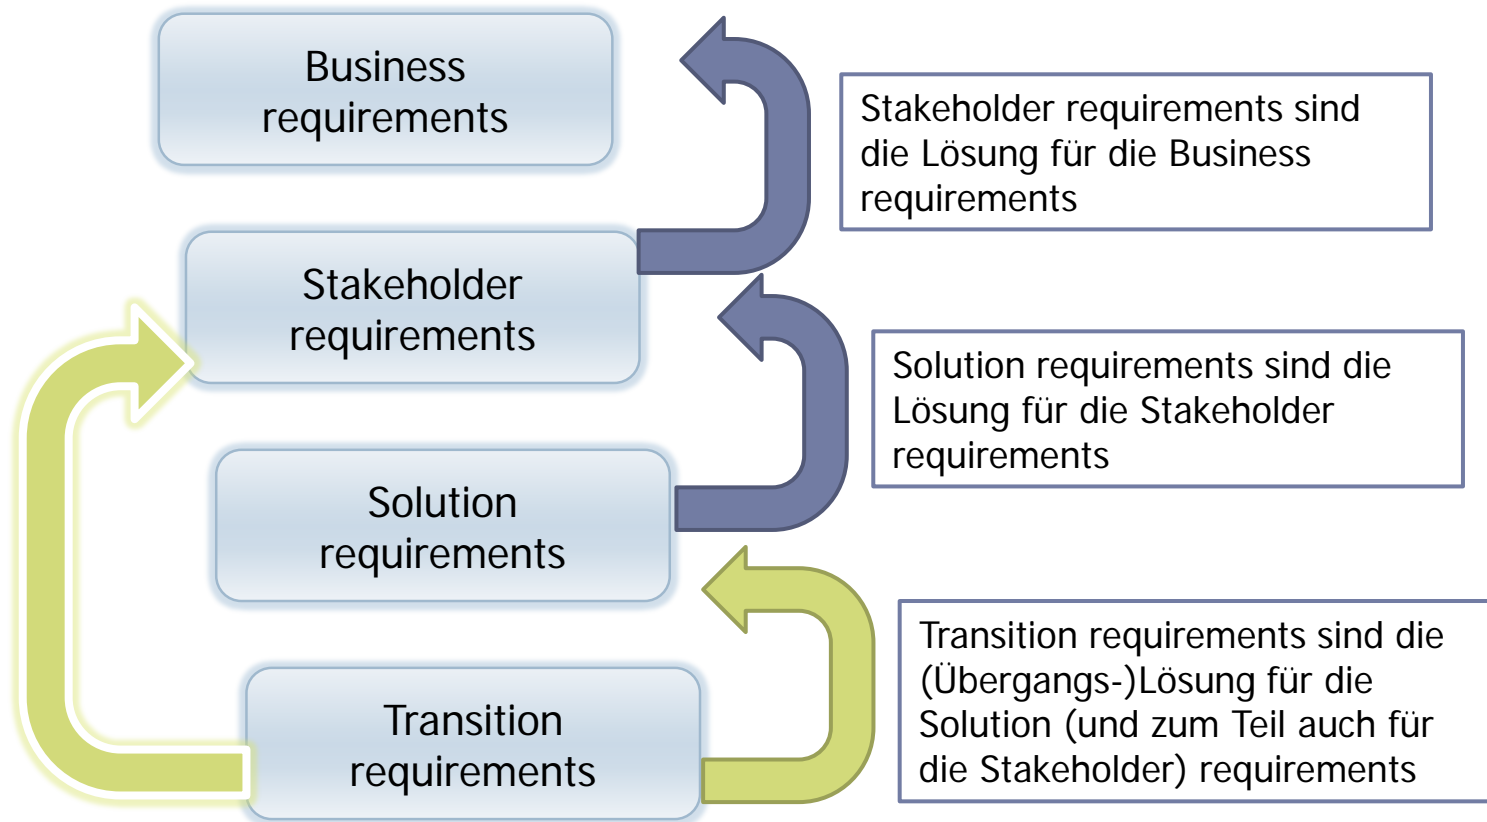 Business
requirements
Stakeholder requirements sind
die Lösung für die Business
requirements
Stakeholder
requirements
Solution requirements sind die
Lösung für die Stakeholder
requirements
Solution
requirements
Transition requirements sind die
(Übergangs-)Lösung für die
Solution (und zum Teil auch für
die Stakeholder) requirements
Transition
requirements